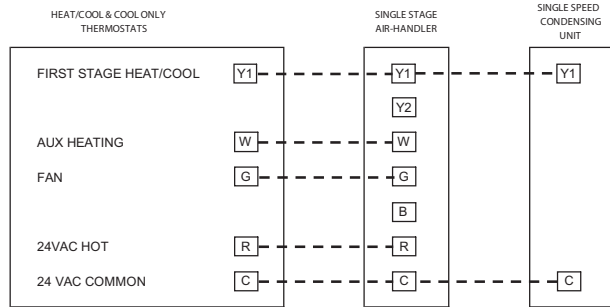 HEAT/COOL & COOL ONLY
THERMOSTATS
SINGLE STAGE
AIR-HANDLER
SINGLE SPEED
CONDENSING
UNIT
FIRST STAGE HEAT/COOL Y1 Y1 Y1
Y2
AUX HEATING W W
FAN G G
B
24VAC HOT R R
24 VAC COMMON C C C